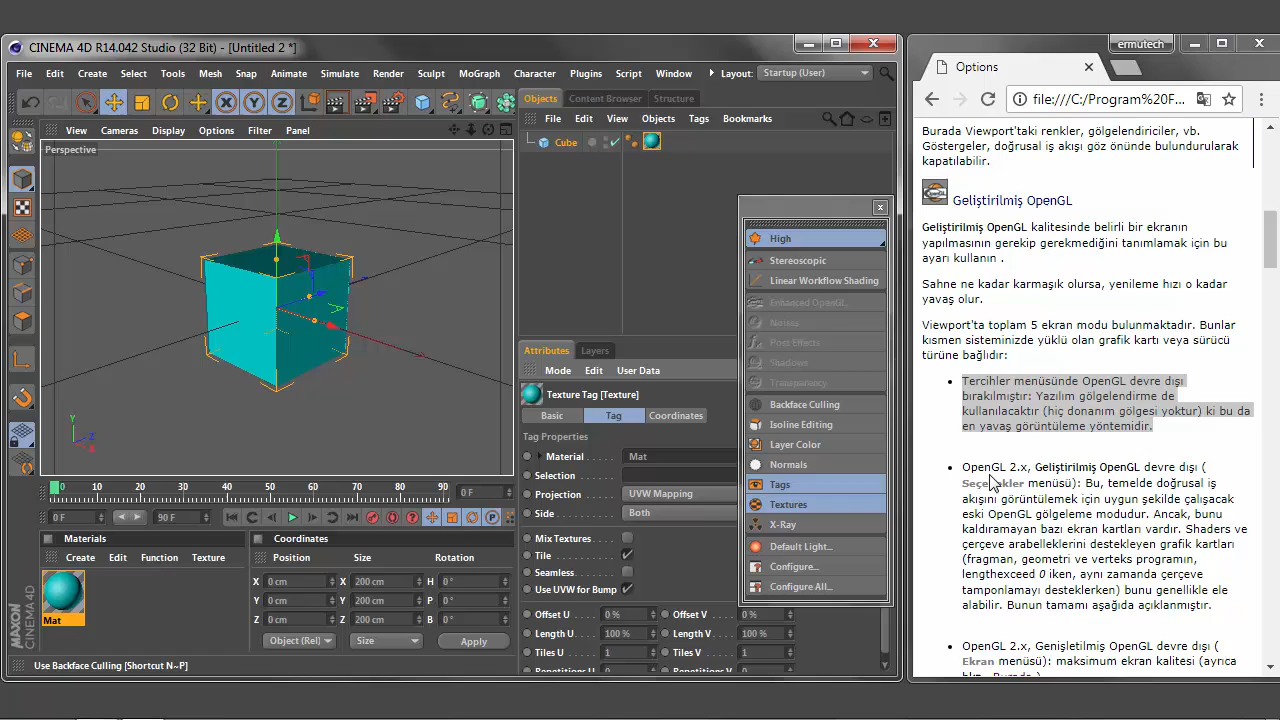 CINEMA 4D R14.042 Studio (32 Bit) - [Untitled 2 *]
File Edit Create Select Tools Mesh Snap Animate Simulate Render Sculpt MoGraph Character Plugins Script Window Layout: Startup (User)
View Cameras Display Options Filter Panel
Perspective
Y
Z
X
0 10 20 30 40 50 60 70 80 90 0 F
0 F 90 F
Materials
Create Edit Function Texture
Mat
MAXON
CINEMA 4D
Coordinates
Position Size Rotation
X 0 cm X 200 cm H 0 °
Y 0 cm Y 200 cm P 0 °
Z 0 cm Z 200 cm B 0 °
Object (Rel) Size Apply
Use Backface Culling [Shortcut N~P]
Objects Content Browser Structure
File Edit View Objects Tags Bookmarks
Cube
Attributes Layers
Mode Edit User Data
Texture Tag [Texture]
Basic Tag Coordinates
Tag Properties
Material Mat
Selection
Projection UVW Mapping
Side Both
Mix Textures
Tile
Seamless
Use UVW for Bump
Offset U 0 % Offset V 0 %
Length U 100 % Length V 100 %
Tiles U 1 Tiles V 1
Repetitions U 0 Repetitions V 0
High
Stereoscopic
Linear Workflow Shading
Enhanced OpenGL
Noises
Post Effects
Shadows
Transparency
Backface Culling
Isoline Editing
Layer Color
Normals
Tags
Textures
X-Ray
Default Light...
Configure...
Configure All...
ermutech
Options
file:///C:/Program%20F...
Burada Viewport'taki renkler, gölgelendiriciler, vb.
Göstergeler, doğrusal iş akışı göz önünde bulundurularak
kapatılabilir.
Geliştirilmiş OpenGL
Geliştirilmiş OpenGL kalitesinde belirli bir ekranın
yapılmasının gerekip gerekmediğini tanımlamak için bu
ayarı kullanın .
Sahne ne kadar karmaşık olursa, yenileme hızı o kadar
yavaş olur.
Viewport'ta toplam 5 ekran modu bulunmaktadır. Bunlar
kısmen sisteminizde yüklü olan grafik kartı veya sürücü
türüne bağlıdır:
• Tercihler menüsünde OpenGL devre dışı
bırakılmıştır: Yazılım gölgelendirme de
kullanılacaktır (hiç donanım gölgesi yoktur) ki bu da
en yavaş görüntüleme yöntemidir.
• OpenGL 2.x, Geliştirilmiş OpenGL devre dışı (
Seçenekler menüsü): Bu, temelde doğrusal iş
akışını görüntülemek için uygun şekilde çalışacak
eski OpenGL gölgeleme modudur. Ancak, bunu
kaldıramayan bazı ekran kartları vardır. Shaders ve
çerçeve arabelleklerini destekleyen grafik kartları
(fragman, geometri ve verteks programın,
lengthexceed 0 iken, aynı zamanda çerçeve
tamponlamayı desteklerken) bunu genellikle ele
alabilir. Bunun tamamı aşağıda açıklanmıştır.
• OpenGL 2.x, Genişletilmiş OpenGL devre dışı (
Ekran menüsü): maksimum ekran kalitesi (ayrıca